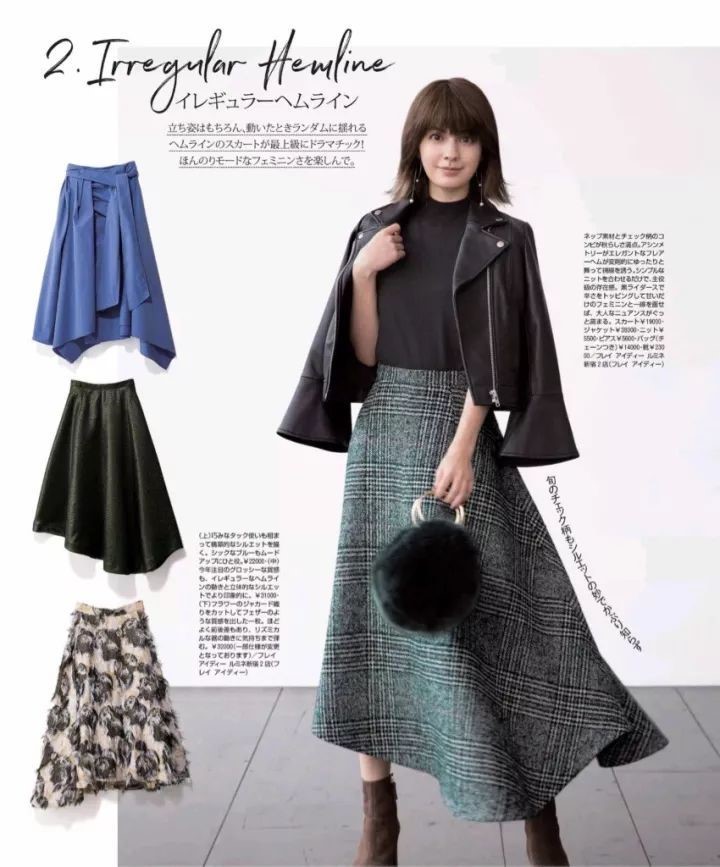 2. Irregular Hemline
イレギュラーヘムライン
立ち姿はもちろん、動いたときランダムに揺れる
ヘムラインのスカートが最上級にドラマチック!
ほんのりモードなフェミニンさを楽しんで。
ネップ素材とチェック柄のコ
ンビが秋らしさ満点。アシンメ
トリーがエレガントなフレア
ーヘムが変則的にゆったりと
舞って視線を誘う。シンプルな
ニットを合わせるだけで、主役
級の存在感。黒ライダースで
辛さをトッピングして甘いだ
けのフェミニンと一線を画せ
ば、大人なニュアンスがぐっ
と高まる。スカート¥19000・
ジャケット¥38000・ニット¥
5500・ピアス¥5600・バッグ(チ
ェーンつき)¥14000・靴¥230
00/フレイ アイディー ルミネ
新宿2店(フレイ アイディー)
旬のチェック柄もシルエットの妙でかぶり知らず
(上)巧みなタック使いも相ま
って構築的なシルエットを描
く。シックなブルーもムード
アップにひと役。¥22000・(中)
今年注目のグロッシーな質感
も、イレギュラーなヘムライ
ンの動きと立体的なシルエッ
トでより印象的に。¥31000・
(下)フラワーのジャカード織
りをカットしてフェザーのよ
うな質感を出した一枚。ほど
よく前後差もあり、リズミカ
ルな裾の動きに気持ちまで弾
む。¥32000(一部仕様が変更
となっております)/フレイ
アイディー ルミネ新宿2店(フ
レイ アイディー)